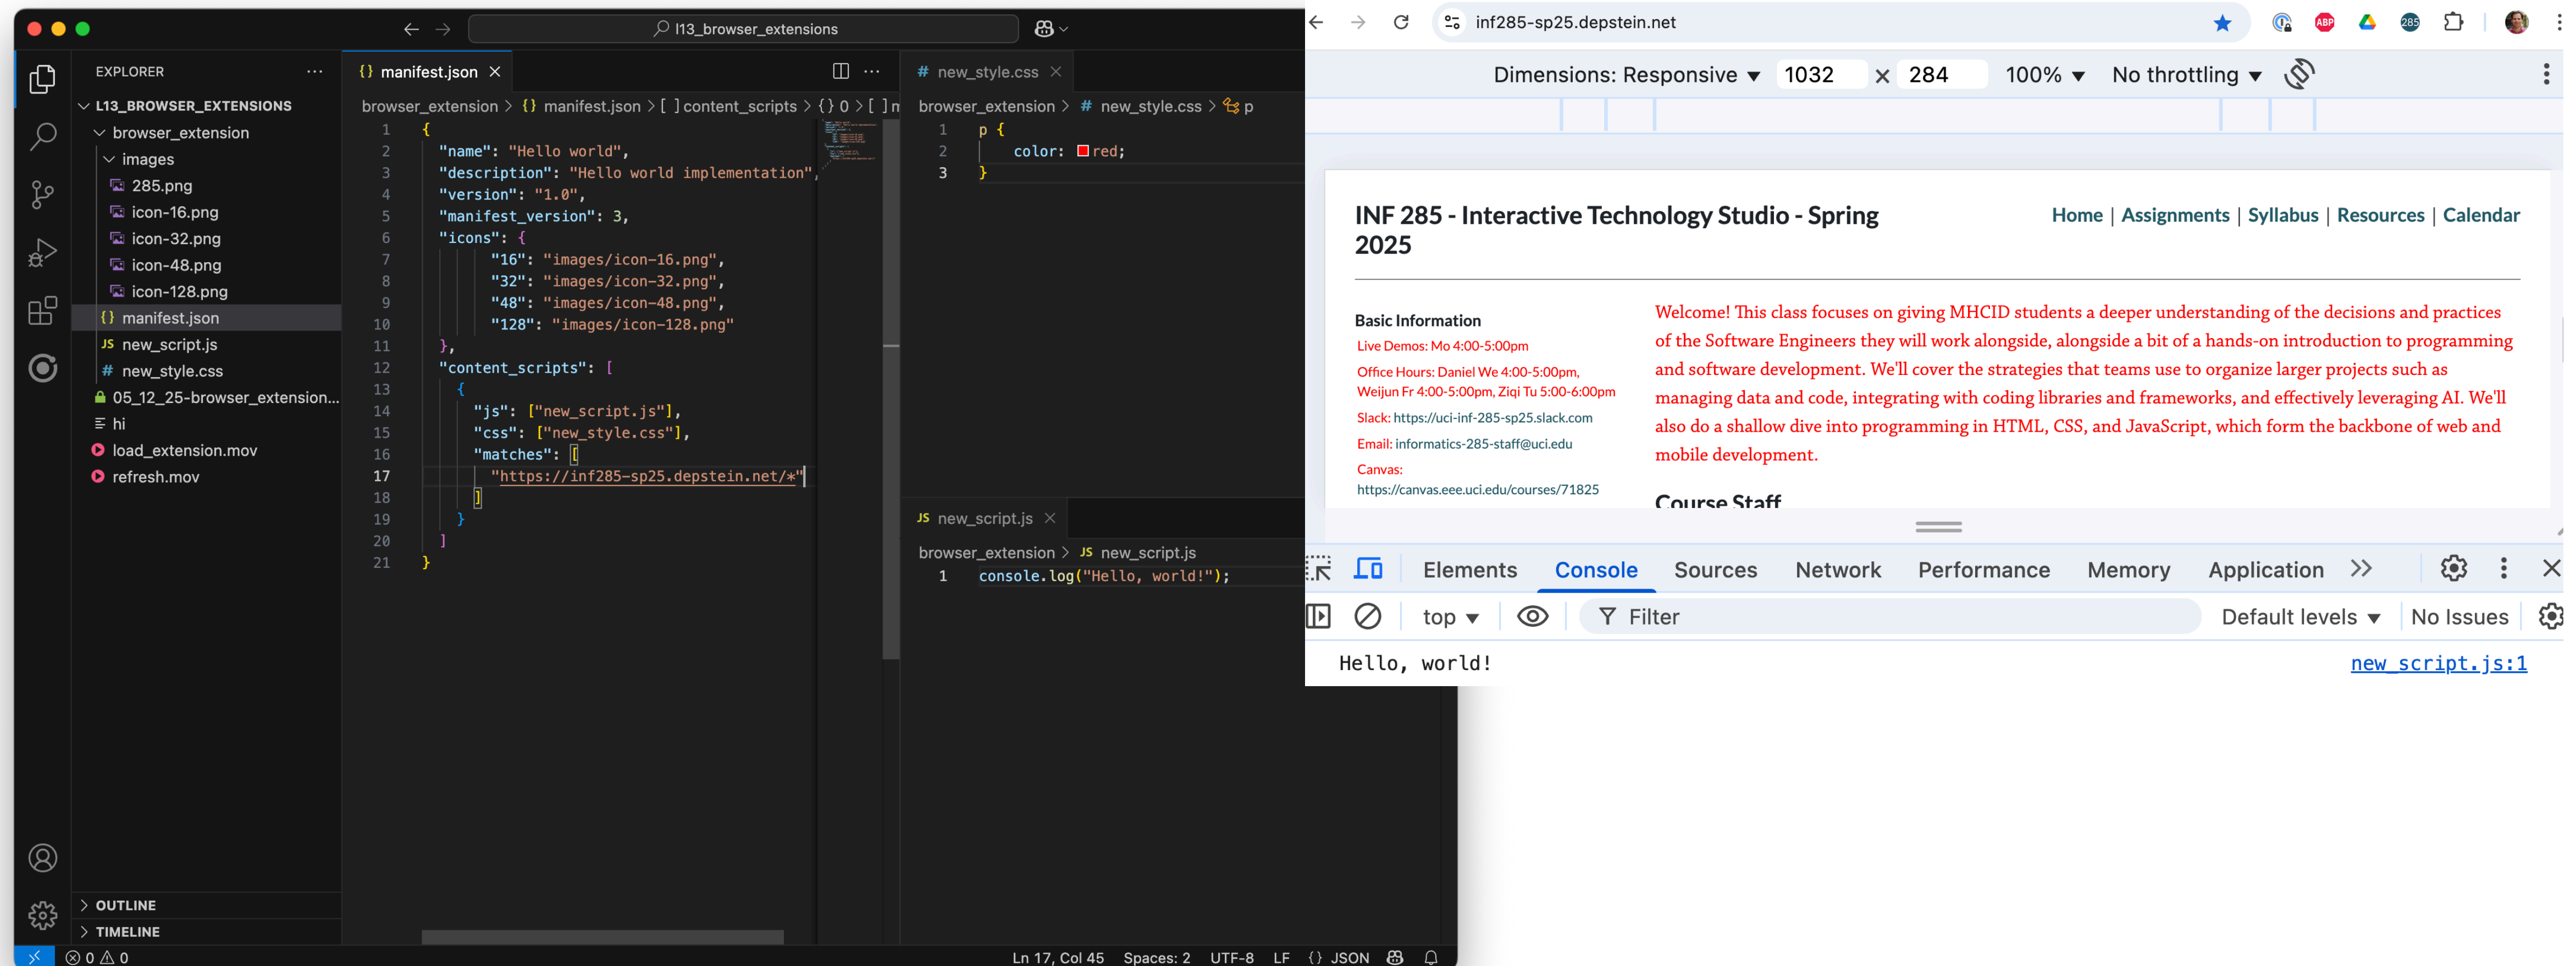 l13_browser_extensions
EXPLORER
L13_BROWSER_EXTENSIONS
browser_extension
images
285.png
icon-16.png
icon-32.png
icon-48.png
icon-128.png
{} manifest.json
JS new_script.js
# new_style.css
05_12_25-browser_extension...
hi
load_extension.mov
refresh.mov
OUTLINE
TIMELINE
{} manifest.json
browser_extension > {} manifest.json > [ ] content_scripts > {} 0 > [ ] m
1 {
2 "name": "Hello world",
3 "description": "Hello world implementation",
4 "version": "1.0",
5 "manifest_version": 3,
6 "icons": {
7 "16": "images/icon-16.png",
8 "32": "images/icon-32.png",
9 "48": "images/icon-48.png",
10 "128": "images/icon-128.png"
11 },
12 "content_scripts": [
13 {
14 "js": ["new_script.js"],
15 "css": ["new_style.css"],
16 "matches": [
17 "https://inf285-sp25.depstein.net/*"
18 ]
19 }
20 ]
21 }
# new_style.css
browser_extension > # new_style.css > p
1 p {
2 color: red;
3 }
JS new_script.js
browser_extension > JS new_script.js
1 console.log("Hello, world!");
0 0
Ln 17, Col 45 Spaces: 2 UTF-8 LF {} JSON
inf285-sp25.depstein.net
ABP
285
Dimensions: Responsive 1032 x 284 100% No throttling
INF 285 - Interactive Technology Studio - Spring
2025
Home | Assignments | Syllabus | Resources | Calendar
Basic Information
Live Demos: Mo 4:00-5:00pm
Office Hours: Daniel We 4:00-5:00pm,
Weijun Fr 4:00-5:00pm, Ziqi Tu 5:00-6:00pm
Slack: https://uci-inf-285-sp25.slack.com
Email: informatics-285-staff@uci.edu
Canvas:
https://canvas.eee.uci.edu/courses/71825
Welcome! This class focuses on giving MHCID students a deeper understanding of the decisions and practices
of the Software Engineers they will work alongside, alongside a bit of a hands-on introduction to programming
and software development. We'll cover the strategies that teams use to organize larger projects such as
managing data and code, integrating with coding libraries and frameworks, and effectively leveraging AI. We'll
also do a shallow dive into programming in HTML, CSS, and JavaScript, which form the backbone of web and
mobile development.
Course Staff
Elements Console Sources Network Performance Memory Application
top Filter Default levels No Issues
Hello, world! new_script.js:1